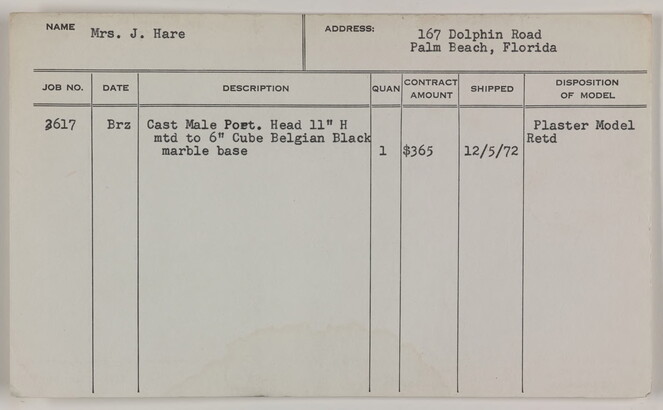 NAME Mrs. J. Hare ADDRESS: 167 Dolphin Road
Palm Beach, Florida
JOB NO. DATE DESCRIPTION QUAN CONTRACT AMOUNT SHIPPED DISPOSITION OF MODEL
3617 Brz Cast Male Port. Head 11" H Plaster Model
mtd to 6" Cube Belgian Black Retd
marble base 1 $365 12/5/72